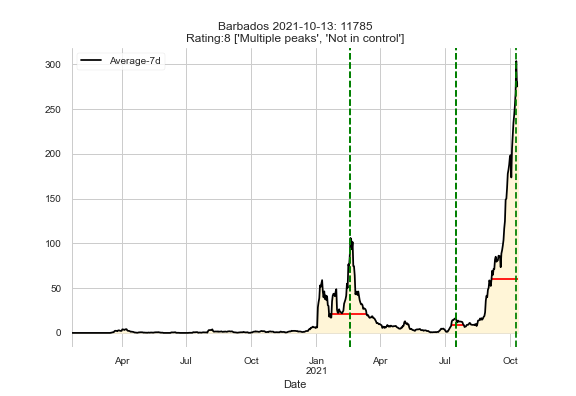 Barbados 2021-10-13: 11785
Rating:8 ['Multiple peaks', 'Not in control']
Average-7d
300
250
200
150
100
50
0
Apr Jul Oct Jan Apr Jul Oct
2021
Date